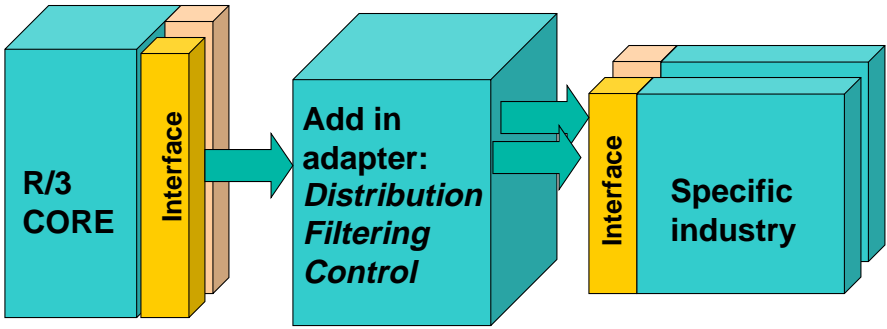 R/3
CORE
Interface
Add in
adapter:
Distribution
Filtering
Control
Interface
Specific
industry